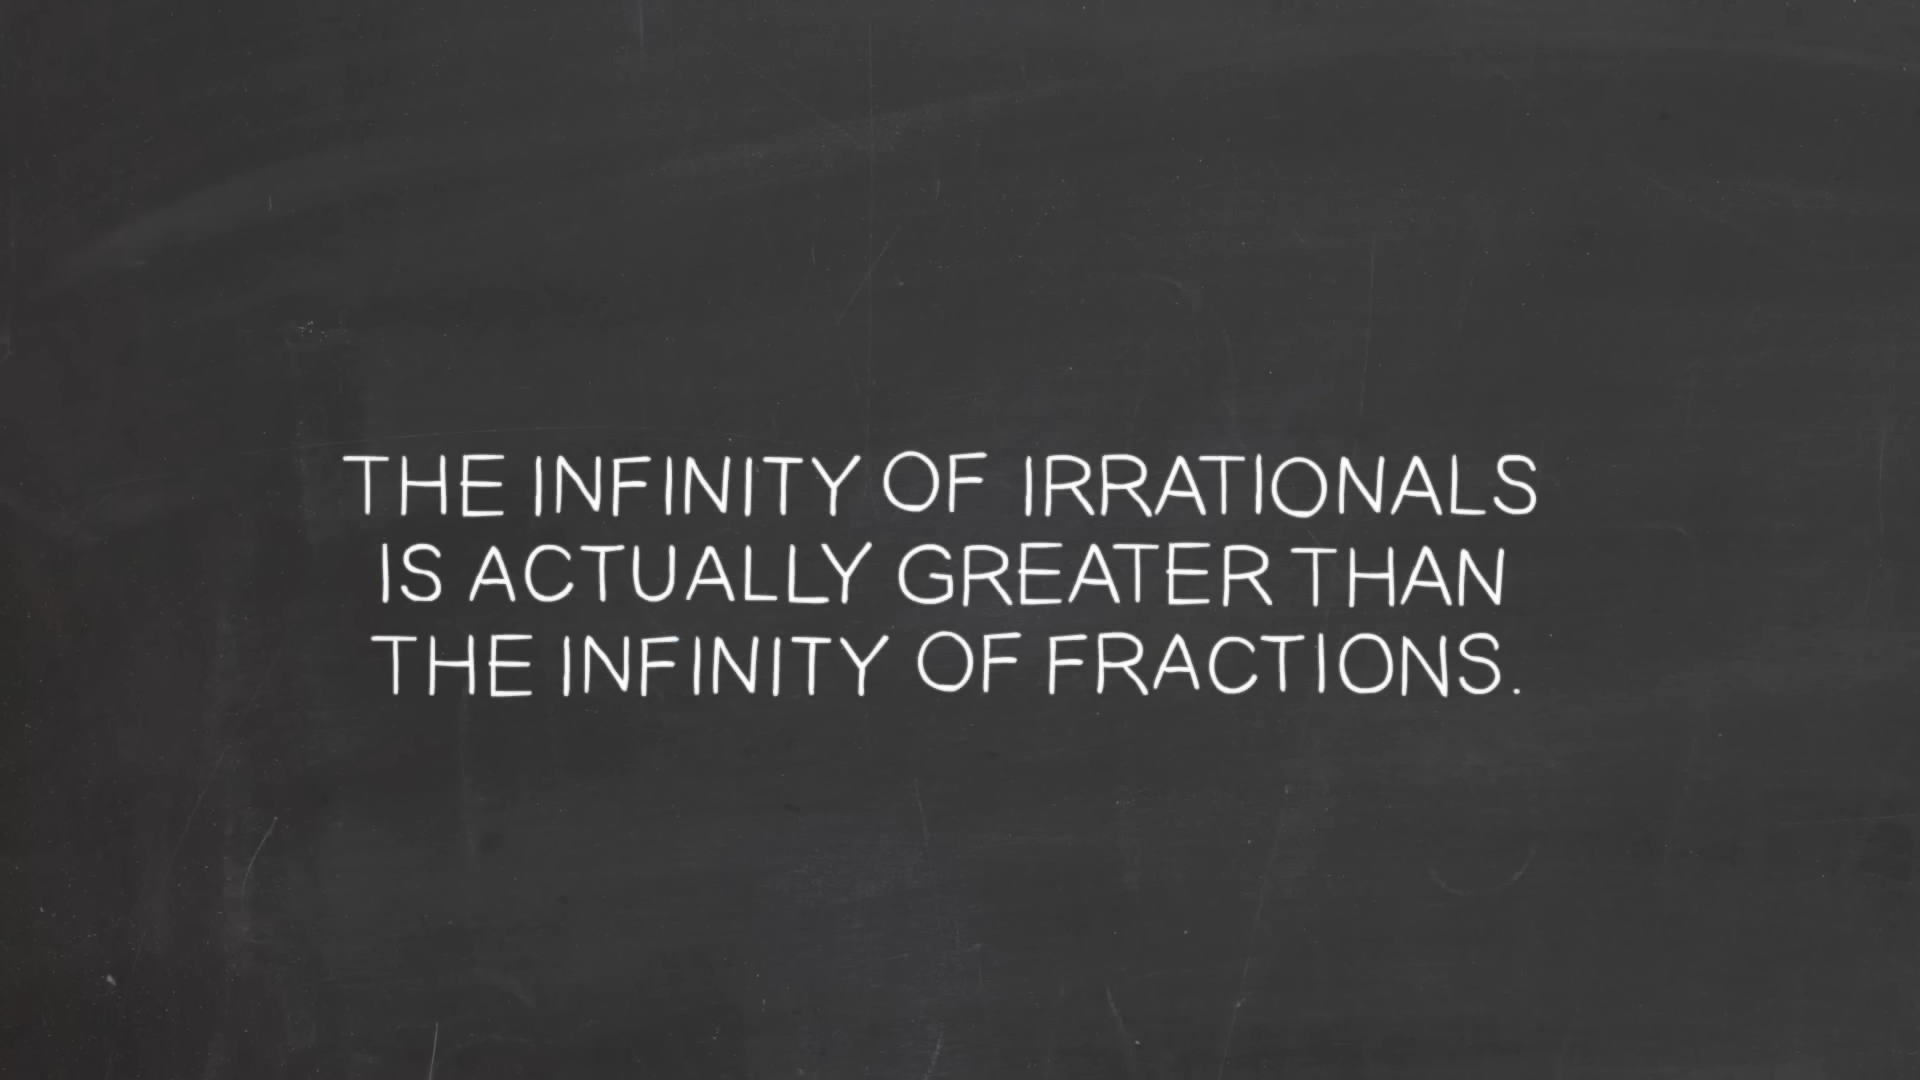 THE INFINITY OF IRRATIONALS
IS ACTUALLY GREATER THAN
THE INFINITY OF FRACTIONS.